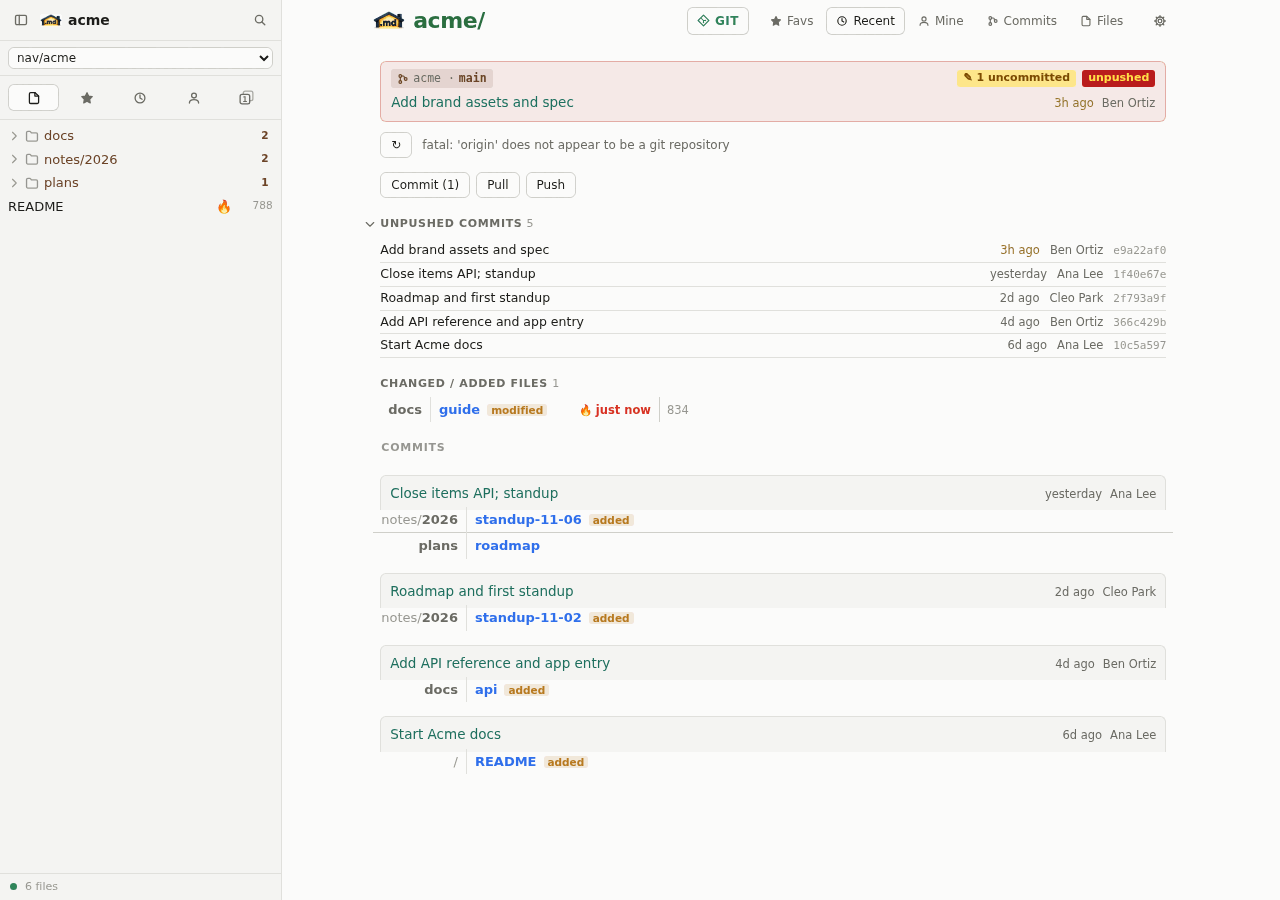 acme
nav/acme
1
docs 2
notes/2026 2
plans 1
README 🔥 788
6 files
.md acme/
GIT Favs Recent Mine Commits Files
acme · main ✎ 1 uncommitted unpushed
Add brand assets and spec 3h ago Ben Ortiz
↻ fatal: 'origin' does not appear to be a git repository
Commit (1) Pull Push
UNPUSHED COMMITS 5
Add brand assets and spec 3h ago Ben Ortiz e9a22af0
Close items API; standup yesterday Ana Lee 1f40e67e
Roadmap and first standup 2d ago Cleo Park 2f793a9f
Add API reference and app entry 4d ago Ben Ortiz 366c429b
Start Acme docs 6d ago Ana Lee 10c5a597
CHANGED / ADDED FILES 1
docs guide modified 🔥 just now 834
COMMITS
Close items API; standup yesterday Ana Lee
notes/2026 standup-11-06 added
plans roadmap
Roadmap and first standup 2d ago Cleo Park
notes/2026 standup-11-02 added
Add API reference and app entry 4d ago Ben Ortiz
docs api added
Start Acme docs 6d ago Ana Lee
/ README added